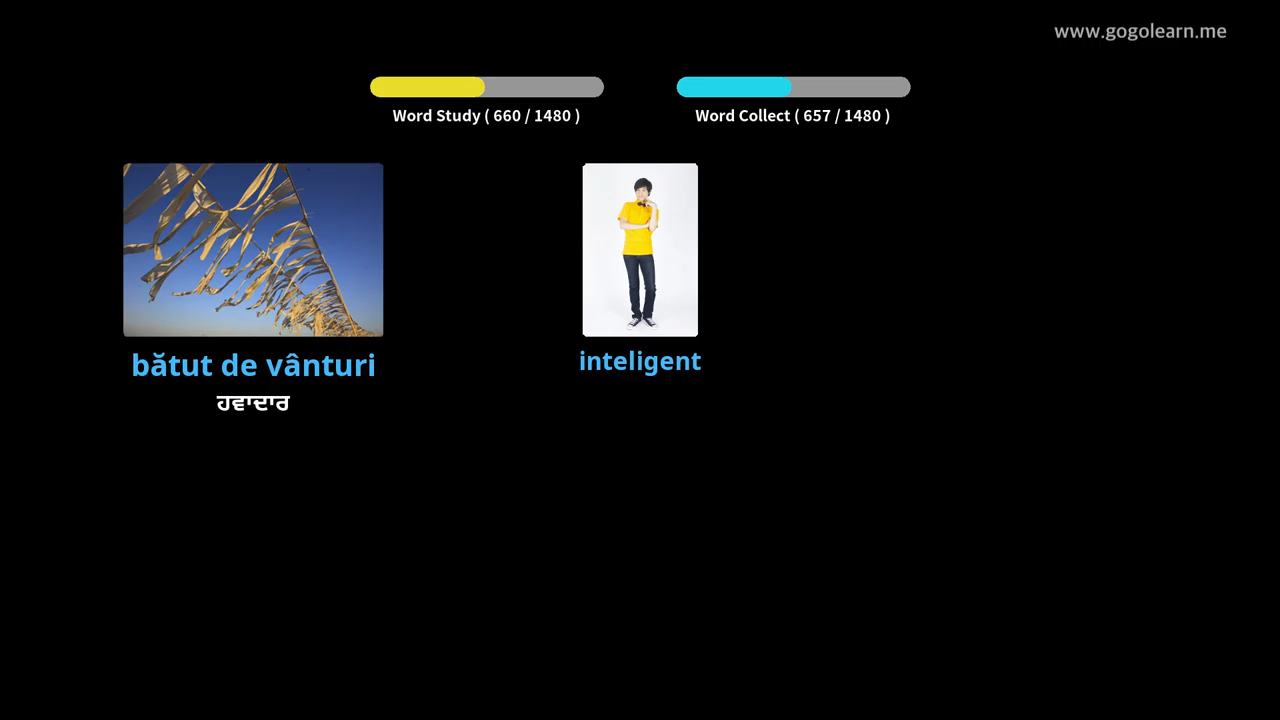 www.gogolearn.me
Word Study ( 660 / 1480 )
Word Collect ( 657 / 1480 )
bătut de vânturi
ਹਵਾਦਾਰ
inteligent